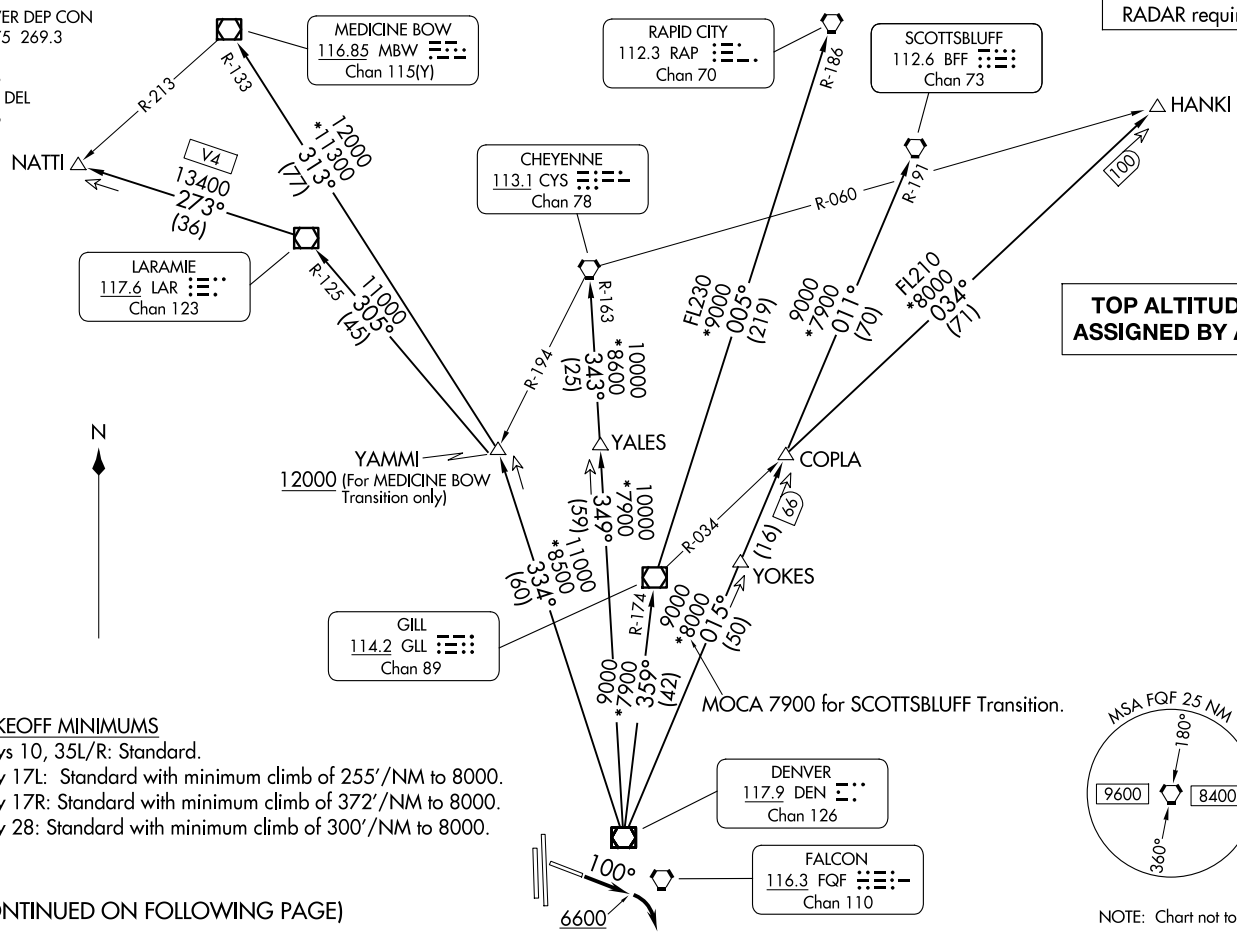 VER DEP CON
75 269.3
DEL
RADAR requir
MEDICINE BOW
116.85 MBW
Chan 115(Y)
RAPID CITY
112.3 RAP
Chan 70
SCOTTSBLUFF
112.6 BFF
Chan 73
HANKI
NATTI
R-213
R-133
R-186
R-191
R-060
100
V4
13400
273°
(36)
12000
*11300
313°
(77)
CHEYENNE
113.1 CYS
Chan 78
LARAMIE
117.6 LAR
Chan 123
R-125
11000
305°
(45)
R-163
R-194
10000
*8600
343°
(25)
FL230
*9000
005°
(219)
9000
*7900
011°
(70)
FL210
*8000
034°
(71)
TOP ALTITUD
ASSIGNED BY A
N
YAMMI
12000 (For MEDICINE BOW
Transition only)
YALES
COPLA
10000
*7900
349°
(59)
66
(16)
R-034
YOKES
11000
*8500
334°
(60)
GILL
114.2 GLL
Chan 89
R-174
9000
*7900
359°
(42)
9000
*8000
015°
(50)
MOCA 7900 for SCOTTSBLUFF Transition.
KEOFF MINIMUMS
ys 10, 35L/R: Standard.
y 17L: Standard with minimum climb of 255'/NM to 8000.
y 17R: Standard with minimum climb of 372'/NM to 8000.
y 28: Standard with minimum climb of 300'/NM to 8000.
DENVER
117.9 DEN
Chan 126
FALCON
116.3 FQF
Chan 110
100°
6600
MSA FQF 25 NM
180°
9600
8400
360°
ONTINUED ON FOLLOWING PAGE)
NOTE: Chart not to